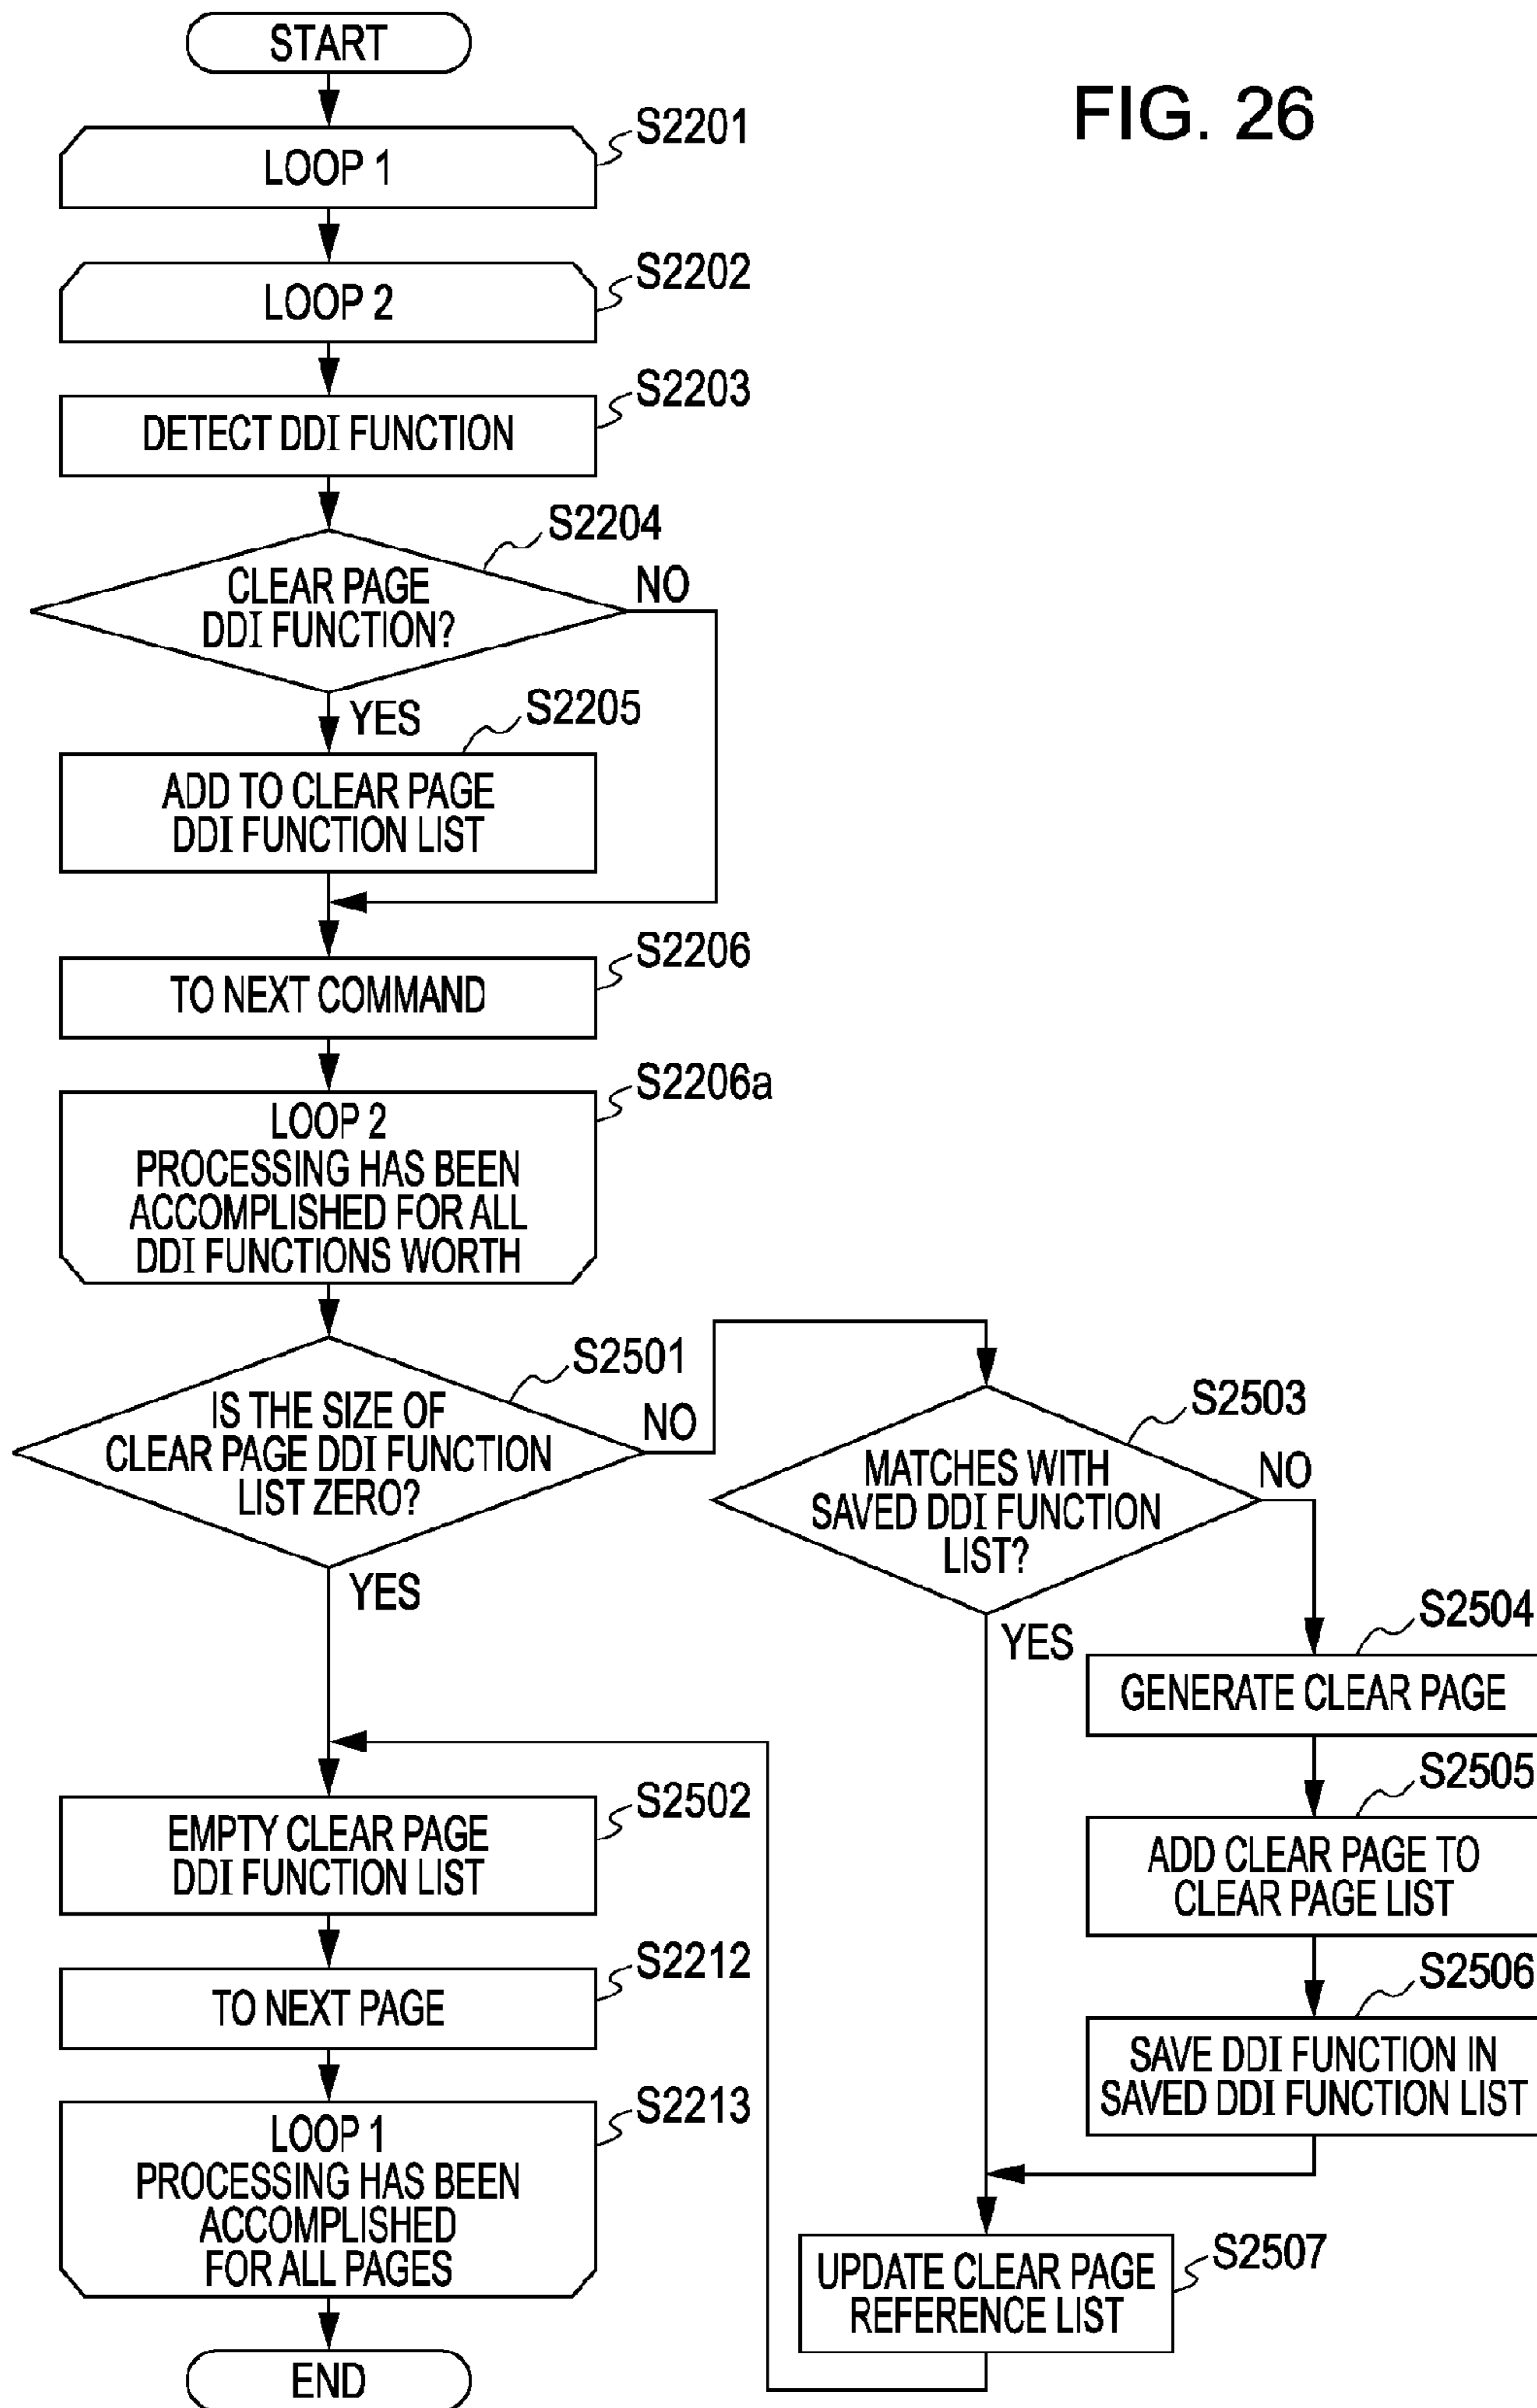 START
FIG. 26
S2201
LOOP 1
S2202
LOOP 2
S2203
DETECT DDI FUNCTION
S2204
CLEAR PAGE
DDI FUNCTION?
NO
YES
S2205
ADD TO CLEAR PAGE
DDI FUNCTION LIST
S2206
TO NEXT COMMAND
S2206a
LOOP 2
PROCESSING HAS BEEN
ACCOMPLISHED FOR ALL
DDI FUNCTIONS WORTH
S2501
IS THE SIZE OF
CLEAR PAGE DDI FUNCTION
LIST ZERO?
NO
YES
S2503
MATCHES WITH
SAVED DDI FUNCTION
LIST?
NO
YES
S2504
GENERATE CLEAR PAGE
S2505
ADD CLEAR PAGE TO
CLEAR PAGE LIST
S2506
SAVE DDI FUNCTION IN
SAVED DDI FUNCTION LIST
S2507
UPDATE CLEAR PAGE
REFERENCE LIST
S2502
EMPTY CLEAR PAGE
DDI FUNCTION LIST
S2212
TO NEXT PAGE
S2213
LOOP 1
PROCESSING HAS BEEN
ACCOMPLISHED
FOR ALL PAGES
END